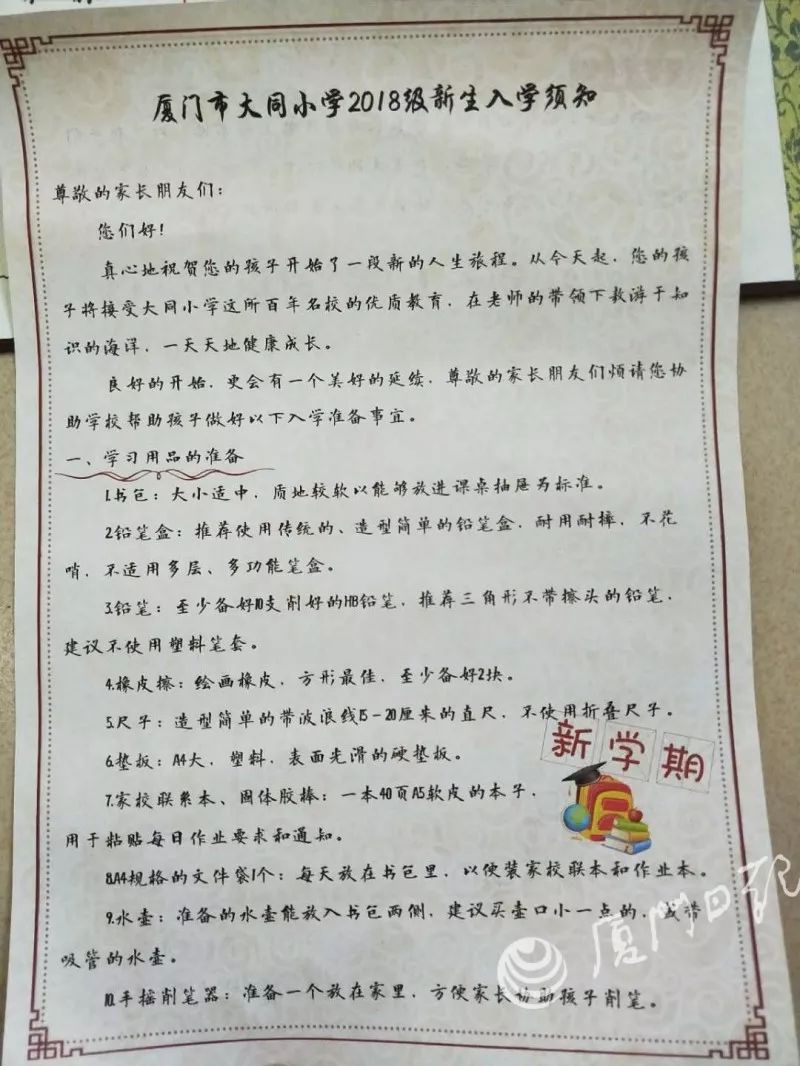 厦门市大同小学2018级新生入学须知
尊敬的家长朋友们：
您们好！
真心地祝贺您的孩子开始了一段新的人生旅程。从今天起，您的孩
子将接受大同小学这所百年名校的优质教育，在老师的带领下敖游于知
识的海洋，一天天地健康成长。
良好的开始，更会有一个美好的延续，尊敬的家长朋友们烦请您协
助学校帮助孩子做好以下入学准备事宜。
一、学习用品的准备
1.书包：大小适中，质地较软以能够放进课桌抽屉为标准。
2.铅笔盒：推荐使用传统的、造型简单的铅笔盒，耐用耐摔，不花
哨，不适用多层、多功能笔盒。
3.铅笔：至少备好10支削好的HB铅笔，推荐三角形不带擦头的铅笔，
建议不使用塑料笔套。
4.橡皮擦：绘画橡皮，方形最佳，至少备好2块。
5.尺子：造型简单的带波浪线15-20厘米的直尺，不使用折叠尺子。
6.垫板：A4大，塑料，表面光滑的硬垫板。
新学期
7.家校联系本、固体胶棒：一本40页A5软皮的本子，
用于粘贴每日作业要求和通知。
8.A4规格的文件袋1个：每天放在书包里，以便装家校联本和作业本。
9.水壶：准备的水壶能放入书包两侧，建议买壶口小一点的，或带
吸管的水壶。
10.手摇削笔器：准备一个放在家里，方便家长协助孩子削笔。
厦门日报